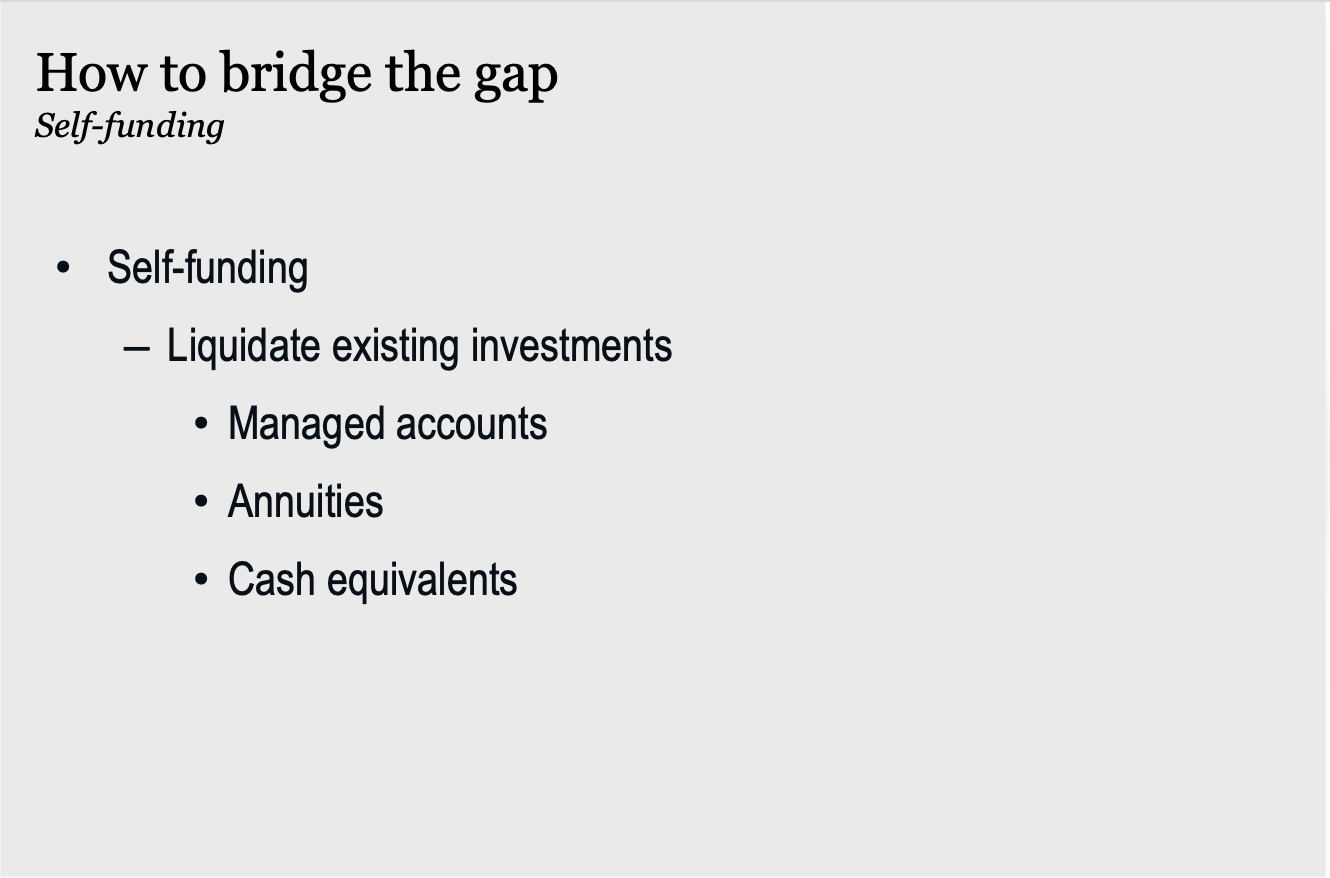 How to bridge the gap
Self-funding
• Self-funding
– Liquidate existing investments
• Managed accounts
• Annuities
• Cash equivalents